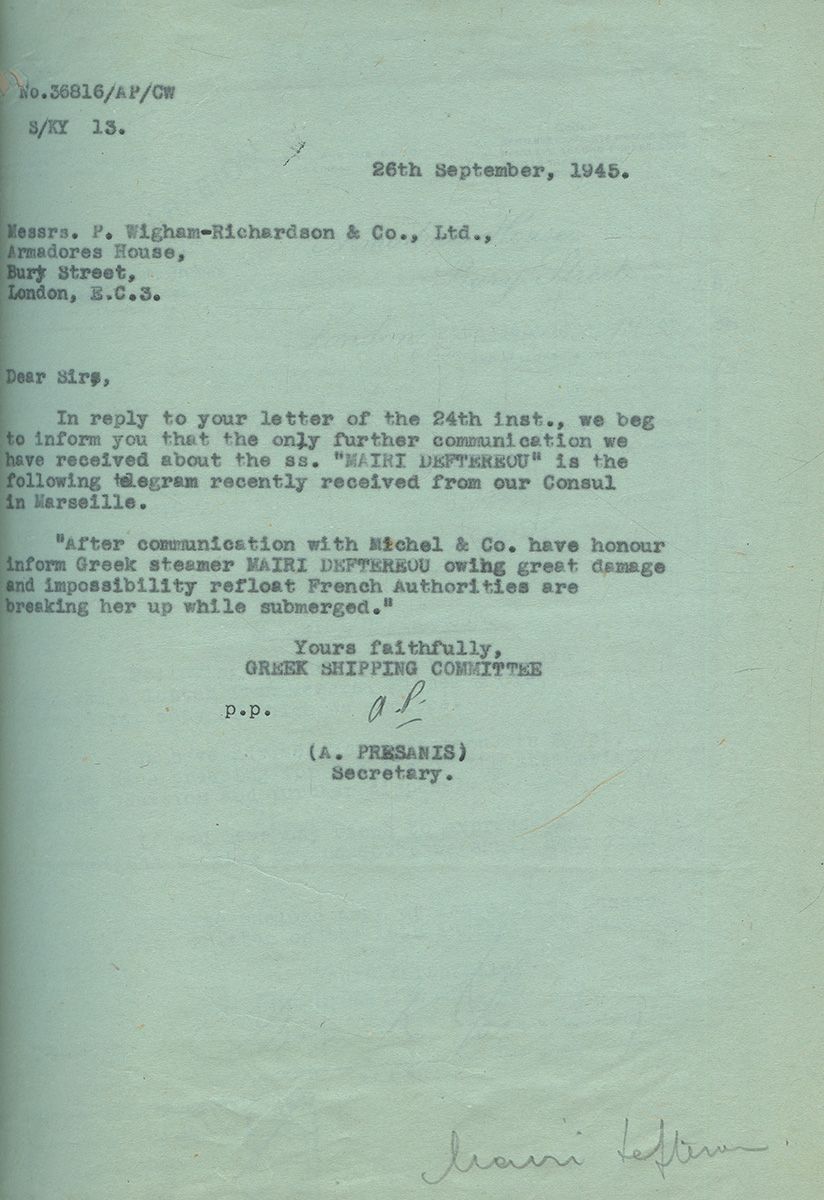 No.36816/AP/CW
S/KY 13.
26th September, 1945.
Messrs. P. Wigham-Richardson & Co., Ltd.,
Armadores House,
Bury Street,
London, E.C.3.
Dear Sirs,
In reply to your letter of the 24th inst., we beg
to inform you that the only further communication we
have received about the ss. "MAIRI DEFTEREOU" is the
following telegram recently received from our Consul
in Marseille.
"After communication with Michel & Co. have honour
inform Greek steamer MAIRI DEFTEREOU owing great damage
and impossibility refloat French Authorities are
breaking her up while submerged."
Yours faithfully,
GREEK SHIPPING COMMITTEE
p.p. A.P.
(A. PRESANIS)
Secretary.
Mairi